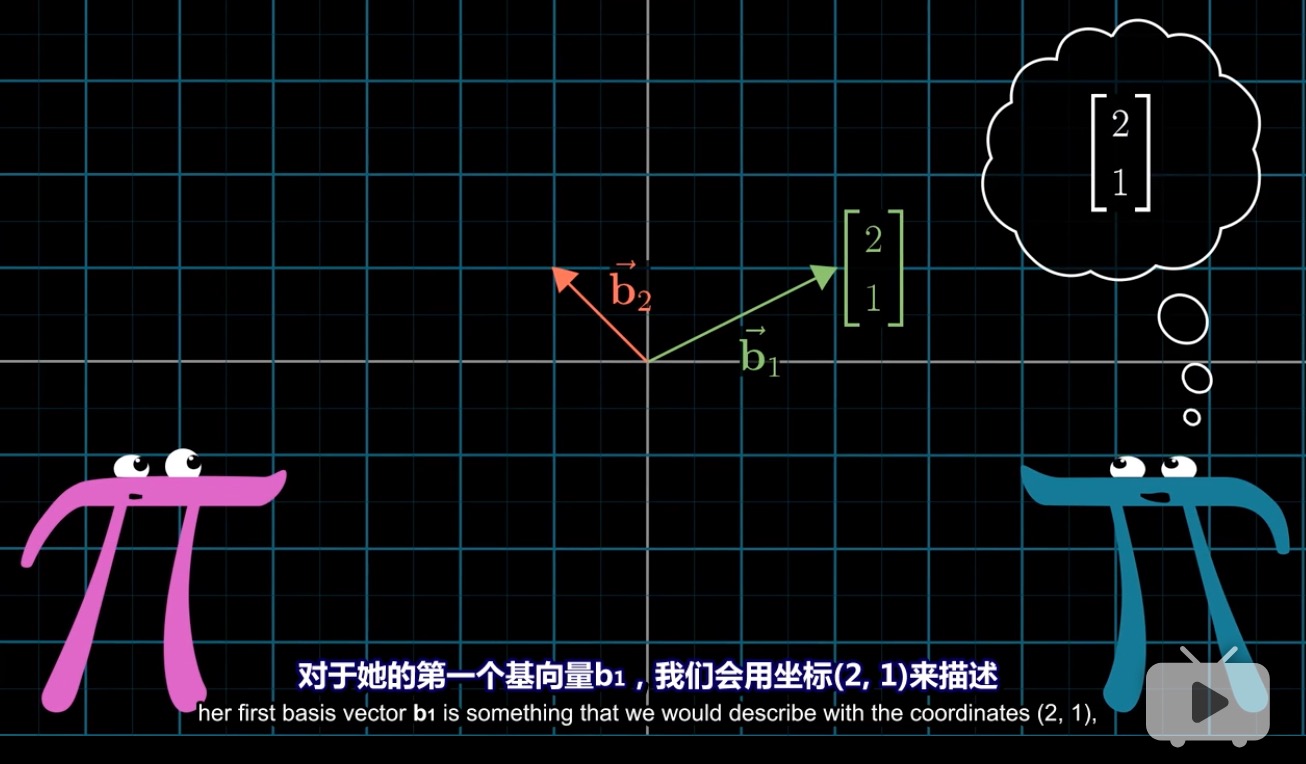 [2
1]
[2
1]
b⃗₂
b⃗₁
对于她的第一个基向量b₁，我们会用坐标(2, 1)来描述
her first basis vector b₁ is something that we would describe with the coordinates (2, 1),